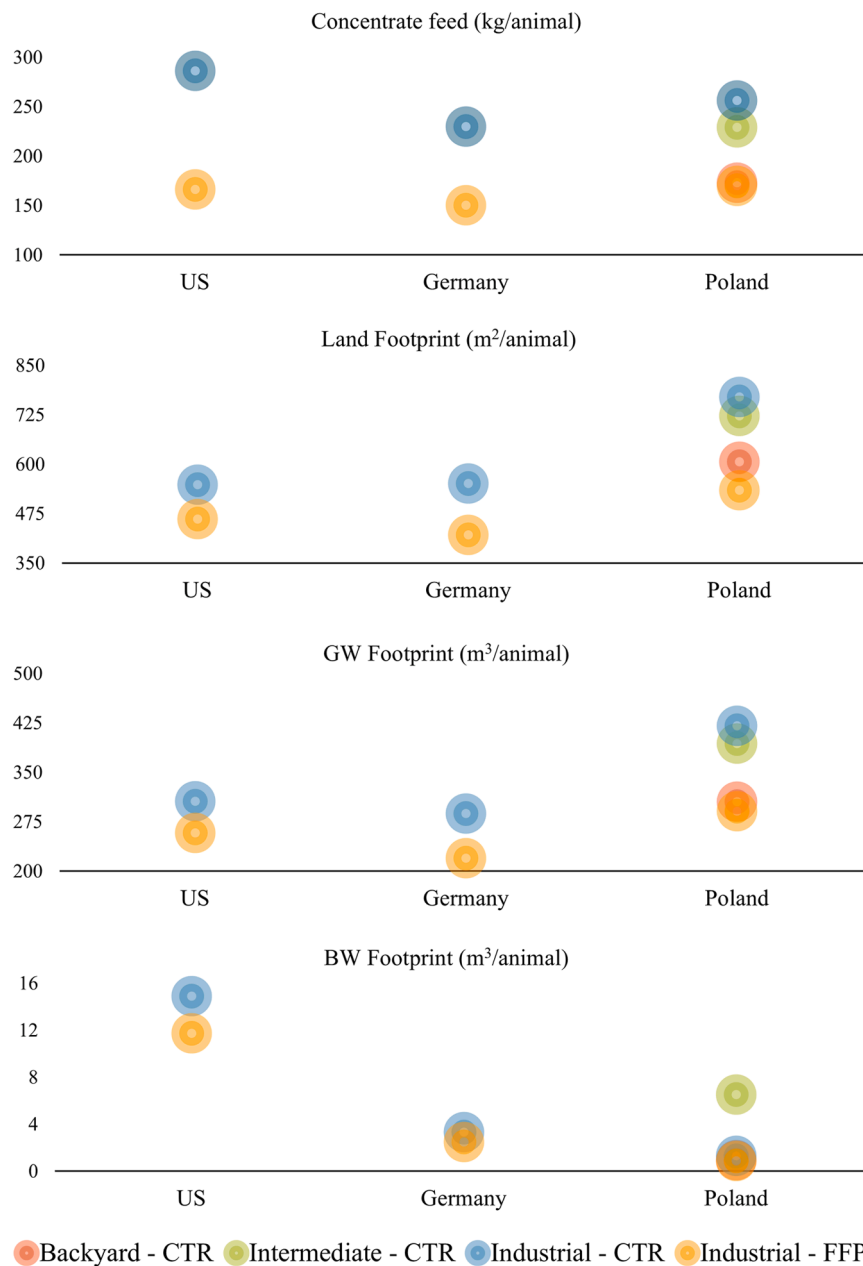 Concentrate feed (kg/animal)
300
250
200
150
100
US Germany Poland
Land Footprint (m²/animal)
850
725
600
475
350
US Germany Poland
GW Footprint (m³/animal)
500
425
350
275
200
US Germany Poland
BW Footprint (m³/animal)
16
12
8
4
0
US Germany Poland
Backyard - CTR Intermediate - CTR Industrial - CTR Industrial - FFP